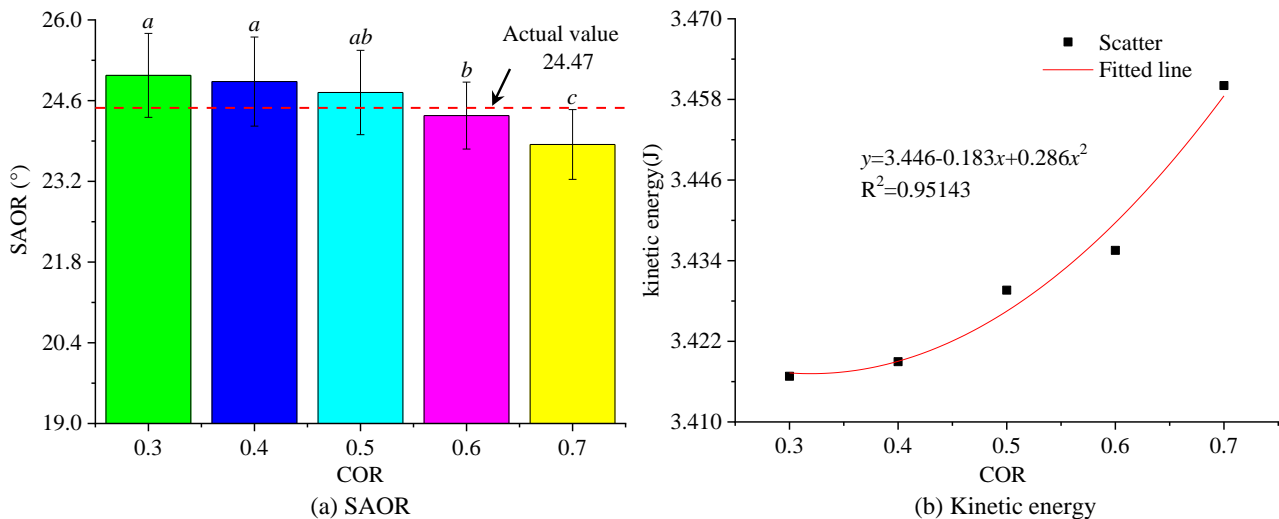 26.0
24.6
23.2
21.8
20.4
19.0
SAOR (°)
a
a
ab
b
c
Actual value
24.47
0.3
0.4
0.5
0.6
0.7
COR
(a) SAOR
3.470
3.458
3.446
3.434
3.422
3.410
kinetic energy(J)
Scatter
Fitted line
y=3.446-0.183x+0.286x²
R²=0.95143
0.3
0.4
0.5
0.6
0.7
COR
(b) Kinetic energy